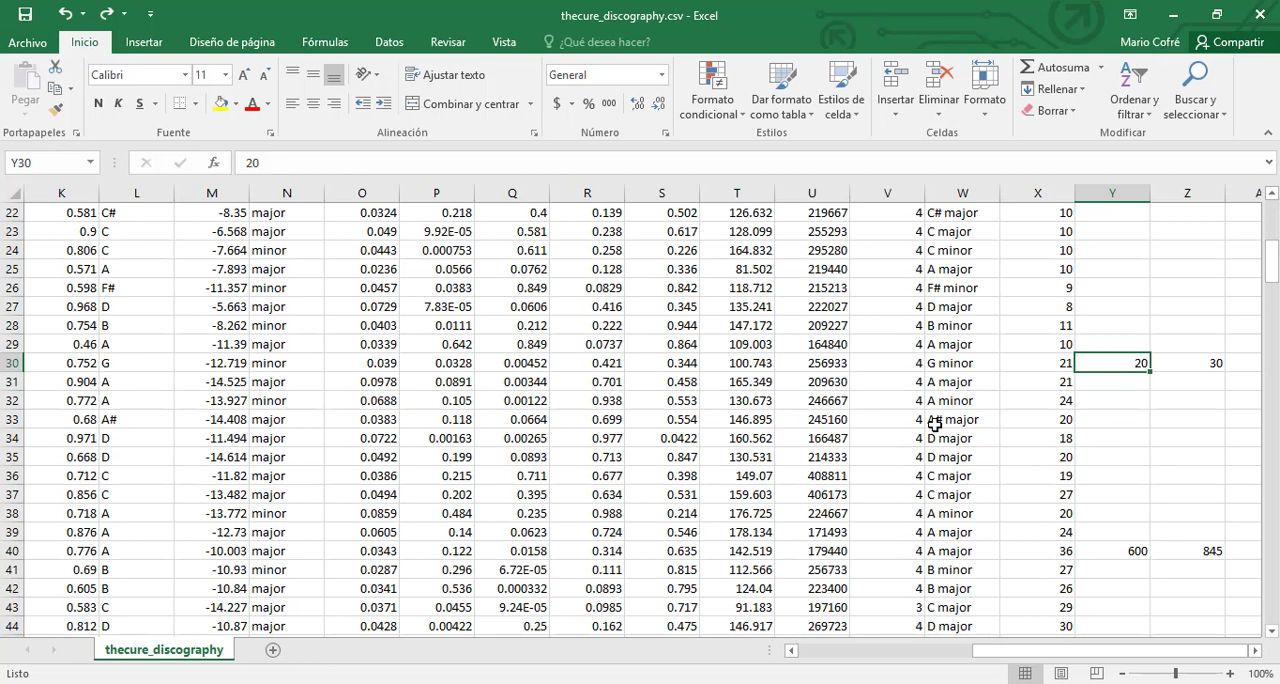 thecure_discography.csv - Excel
Archivo Inicio Insertar Diseño de página Fórmulas Datos Revisar Vista ¿Qué desea hacer? Mario Cofré Compartir
Pegar
Portapapeles
Calibri 11
N K S
Fuente
Ajustar texto
Combinar y centrar
Alineación
General
$ % 000
Número
Formato condicional
Dar formato como tabla
Estilos de celda
Estilos
Insertar Eliminar Formato
Celdas
Autosuma
Rellenar
Borrar
Ordenar y filtrar
Buscar y seleccionar
Modificar
Y30 fx 20
K L M N O P Q R S T U V W X Y Z A
22 0.581 C# -8.35 major 0.0324 0.218 0.4 0.139 0.502 126.632 219667 4 C# major 10
23 0.9 C -6.568 major 0.049 9.92E-05 0.581 0.238 0.617 128.099 255293 4 C major 10
24 0.806 C -7.664 minor 0.0443 0.000753 0.611 0.258 0.226 164.832 295280 4 C minor 10
25 0.571 A -7.893 major 0.0236 0.0566 0.0762 0.128 0.336 81.502 219440 4 A major 10
26 0.598 F# -11.357 minor 0.0457 0.0383 0.849 0.0829 0.842 118.712 215213 4 F# minor 9
27 0.968 D -5.663 major 0.0729 7.83E-05 0.0606 0.416 0.345 135.241 222027 4 D major 8
28 0.754 B -8.262 minor 0.0403 0.0111 0.212 0.222 0.944 147.172 209227 4 B minor 11
29 0.46 A -11.39 major 0.0339 0.642 0.849 0.0737 0.864 109.003 164840 4 A major 10
30 0.752 G -12.719 minor 0.039 0.0328 0.00452 0.421 0.344 100.743 256933 4 G minor 21 20 30
31 0.904 A -14.525 major 0.0978 0.0891 0.00344 0.701 0.458 165.349 209630 4 A major 21
32 0.772 A -13.927 minor 0.0688 0.105 0.00122 0.938 0.553 130.673 246667 4 A minor 24
33 0.68 A# -14.408 major 0.0383 0.118 0.0664 0.699 0.554 146.895 245160 4 A# major 20
34 0.971 D -11.494 major 0.0722 0.00163 0.00265 0.977 0.0422 160.562 166487 4 D major 18
35 0.668 D -14.614 major 0.0492 0.199 0.0893 0.713 0.847 130.531 214333 4 D major 20
36 0.712 C -11.82 major 0.0386 0.215 0.711 0.677 0.398 149.07 408811 4 C major 19
37 0.856 C -13.482 major 0.0494 0.202 0.395 0.634 0.531 159.603 406173 4 C major 27
38 0.718 A -13.772 minor 0.0859 0.484 0.235 0.988 0.214 176.725 224667 4 A minor 20
39 0.876 A -12.73 major 0.0605 0.14 0.0623 0.724 0.546 178.134 171493 4 A major 24
40 0.776 A -10.003 major 0.0343 0.122 0.0158 0.314 0.635 142.519 179440 4 A major 36 600 845
41 0.69 B -10.93 minor 0.0287 0.296 6.72E-05 0.111 0.815 112.566 256733 4 B minor 27
42 0.605 B -10.84 major 0.0341 0.536 0.000332 0.0893 0.795 124.04 223400 4 B major 26
43 0.583 C -14.227 major 0.0371 0.0455 9.24E-05 0.0985 0.717 91.183 197160 3 C major 29
44 0.812 D -10.87 major 0.0428 0.00422 0.25 0.162 0.475 146.917 269723 4 D major 30
thecure_discography
Listo 100%